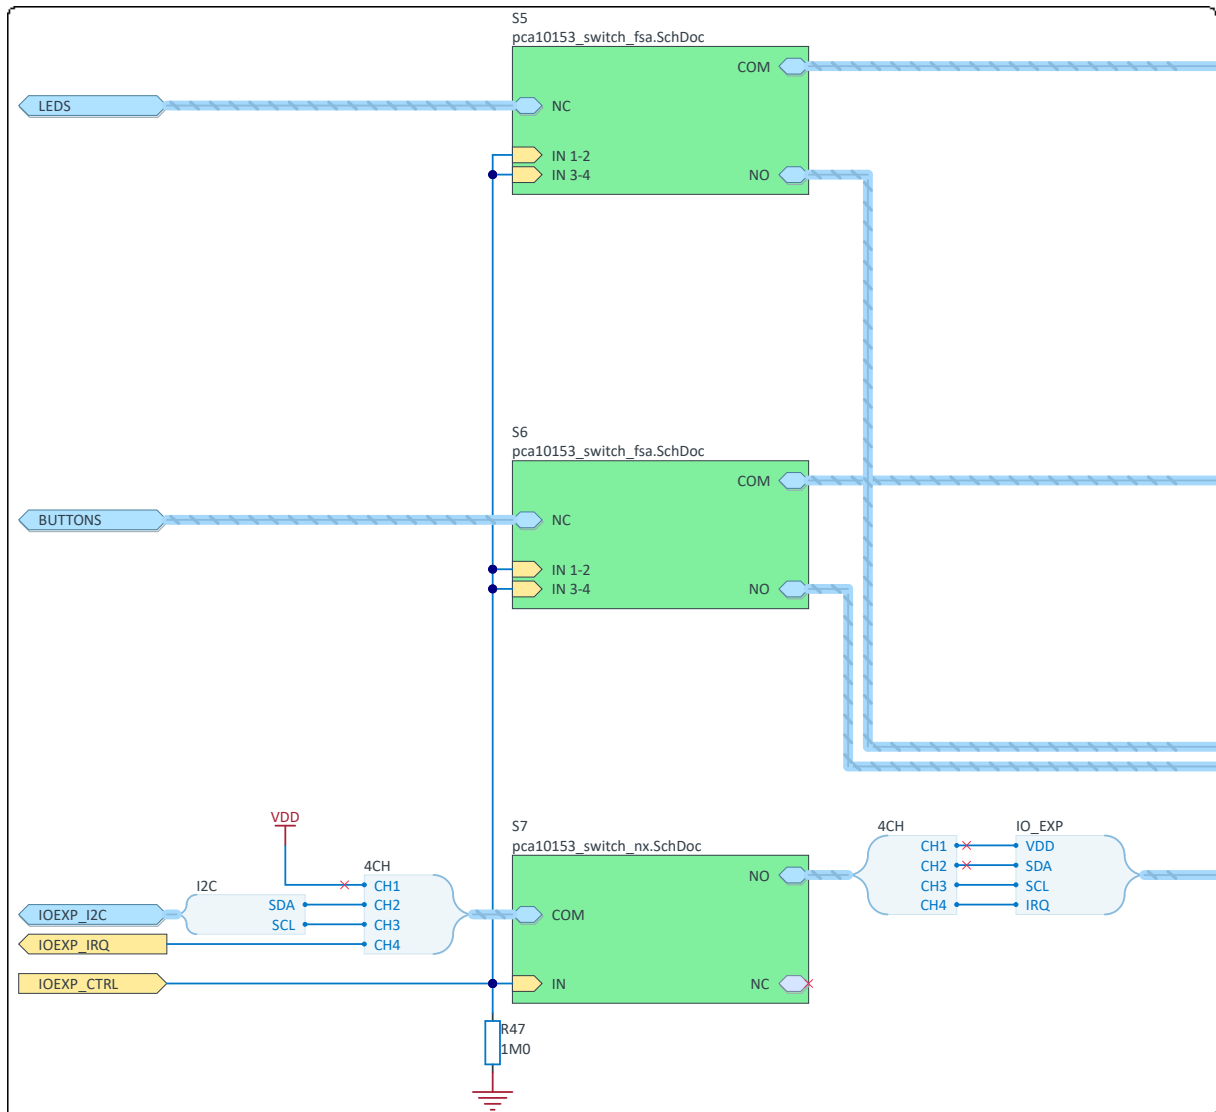 S5
pca10153_switch_fsa.SchDoc
COM
LEDS
NC
IN 1-2
IN 3-4
NO
S6
pca10153_switch_fsa.SchDoc
COM
BUTTONS
NC
IN 1-2
IN 3-4
NO
VDD
S7
pca10153_switch_nx.SchDoc
4CH
IO_EXP
CH1
VDD
CH2
SDA
CH3
SCL
CH4
IRQ
NO
4CH
I2C
CH1
SDA
CH2
SCL
CH3
CH4
IOEXP_I2C
COM
IOEXP_IRQ
IOEXP_CTRL
IN
NC
R47
1M0